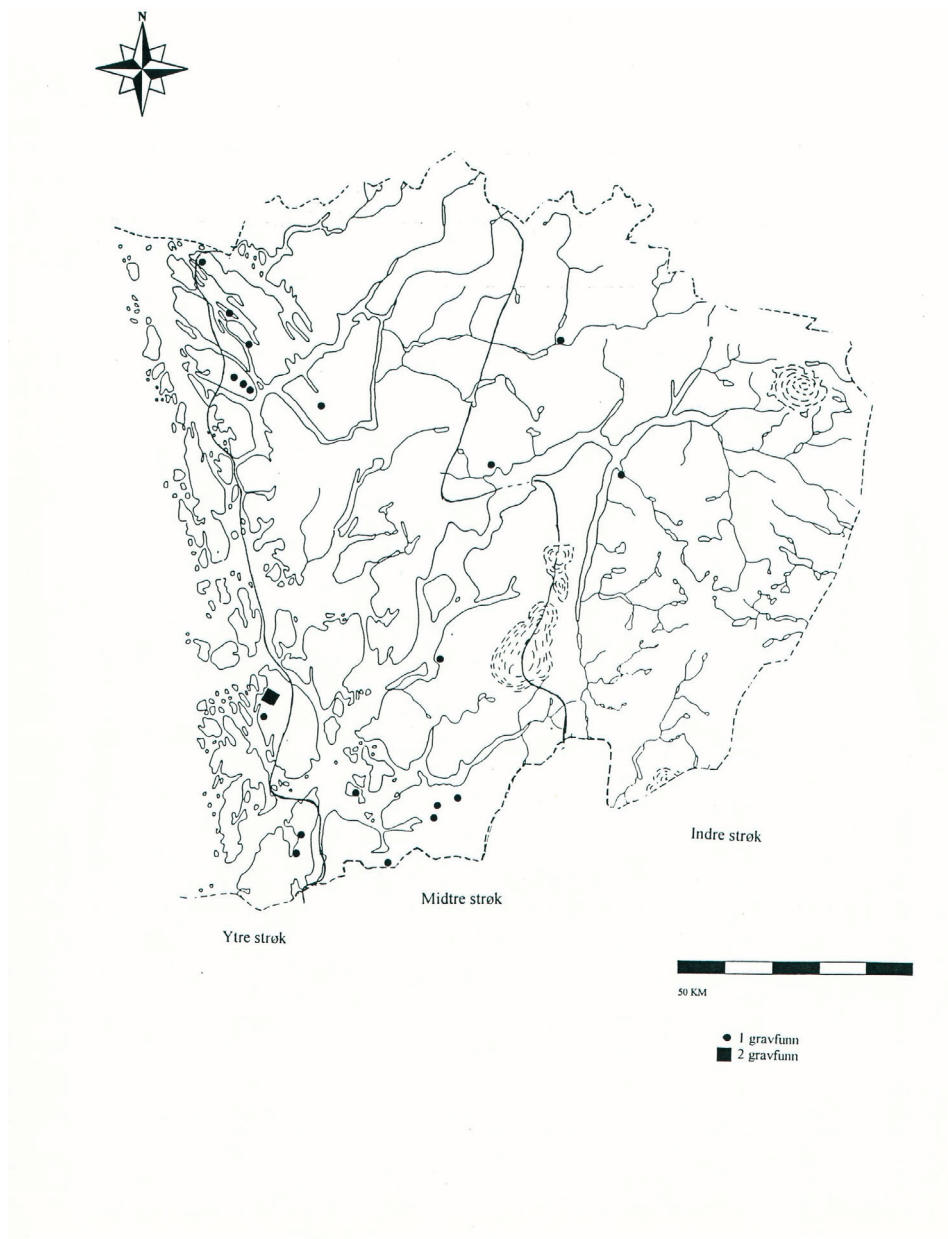 N
Indre strøk
Midtre strøk
Ytre strøk
50 KM
1 gravfunn
2 gravfunn